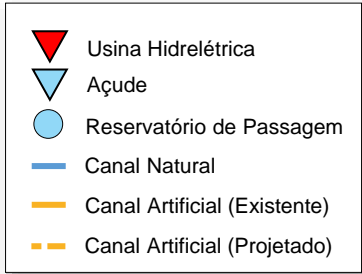 Usina Hidrelétrica
Açude
Reservatório de Passagem
Canal Natural
Canal Artificial (Existente)
Canal Artificial (Projetado)